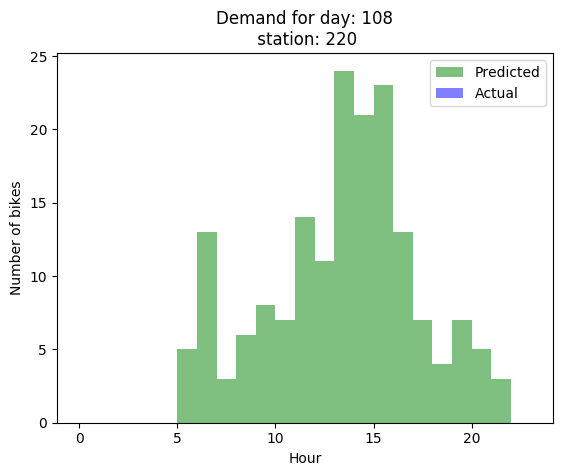 Demand for day: 108
station: 220
25
20
15
10
5
0
Number of bikes
Predicted
Actual
0
5
10
15
20
Hour